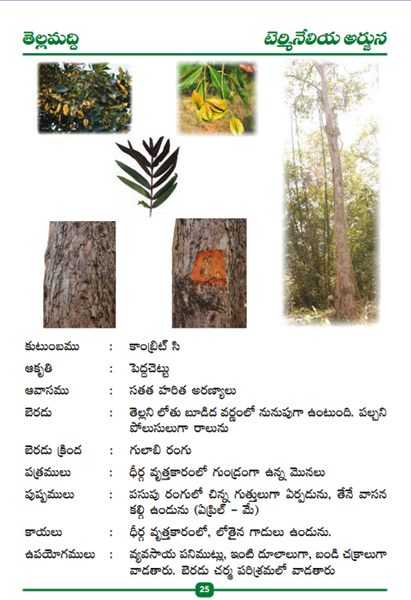 తెల్లమద్ది టెర్మినేలియ అర్జున
కుటుంబము : కాంబ్రిట్ సి
ఆకృతి : పెద్దచెట్టు
ఆవాసము : సతత హరిత అరణ్యాలు
బెరడు : తెల్లని లోతు బూడిద వర్ణంలో నునుపుగా ఉంటుంది. పల్చని
పోలుసులుగా రాలును
బెరడు క్రింద : గులాబి రంగు
పత్రములు : ధీర్గ వృత్తకారంలో గుండ్రంగా ఉన్న మొనలు
పుష్పములు : పసుపు రంగులో చిన్న గుత్తులుగా ఏర్పడును, తేనే వాసన
కల్గి ఉందును (ఏప్రిల్ – మే)
కాయలు : ధీర్గ వృత్తకారంలో, లోతైన గాడులు ఉందును.
ఉపయోగములు : వ్యవసాయ పనిముట్లు, ఇంటి దూలాలుగా, బండి చక్రాలుగా
వాడతారు. బెరడు చర్మ పరిశ్రమలో వాడతారు
25